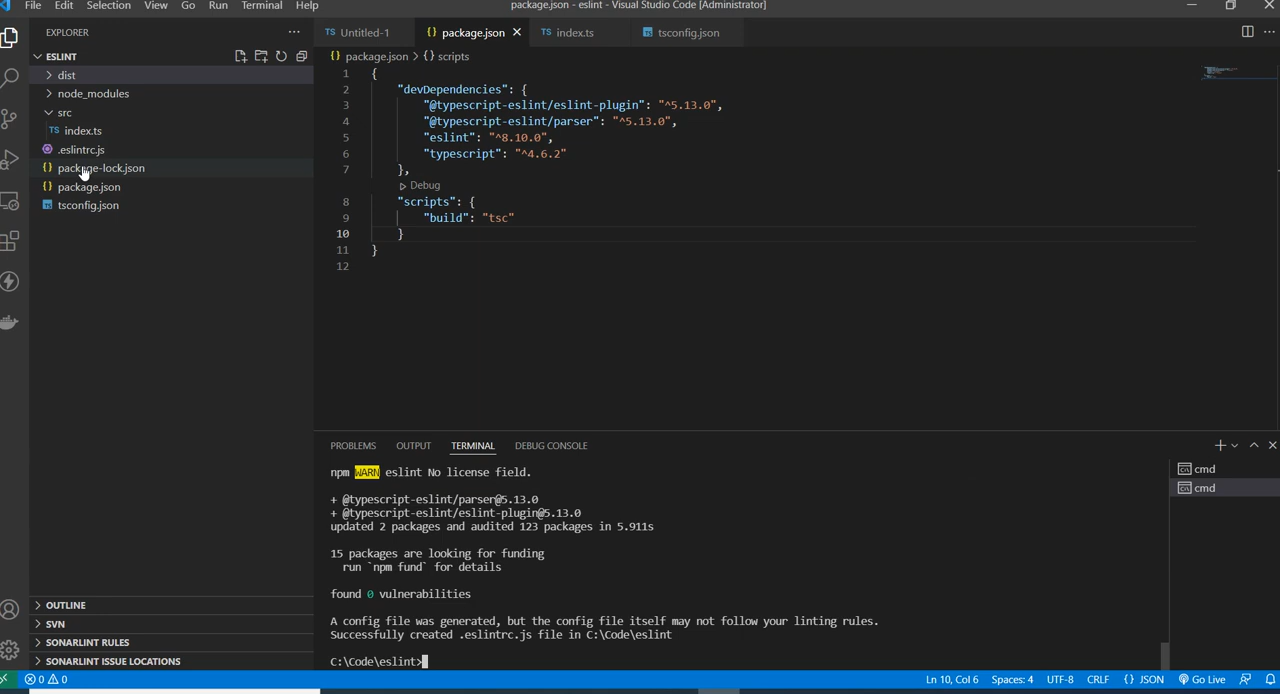 File Edit Selection View Go Run Terminal Help
package.json - eslint - Visual Studio Code [Administrator]
EXPLORER
Untitled-1
package.json
index.ts
tsconfig.json
ESLINT
dist
node_modules
src
TS index.ts
.eslintrc.js
package-lock.json
package.json
tsconfig.json
{} package.json > {} scripts
1 {
2 "devDependencies": {
3 "@typescript-eslint/eslint-plugin": "^5.13.0",
4 "@typescript-eslint/parser": "^5.13.0",
5 "eslint": "^8.10.0",
6 "typescript": "^4.6.2"
7 },
Debug
8 "scripts": {
9 "build": "tsc"
10 }
11 }
12
PROBLEMS OUTPUT TERMINAL DEBUG CONSOLE
npm WARN eslint No license field.
+ @typescript-eslint/parser@5.13.0
+ @typescript-eslint/eslint-plugin@5.13.0
updated 2 packages and audited 123 packages in 5.911s
15 packages are looking for funding
run `npm fund` for details
found 0 vulnerabilities
A config file was generated, but the config file itself may not follow your linting rules.
Successfully created .eslintrc.js file in C:\Code\eslint
C:\Code\eslint>
cmd
cmd
OUTLINE
SVN
SONARLINT RULES
SONARLINT ISSUE LOCATIONS
0 0
Ln 10, Col 6 Spaces: 4 UTF-8 CRLF {} JSON Go Live